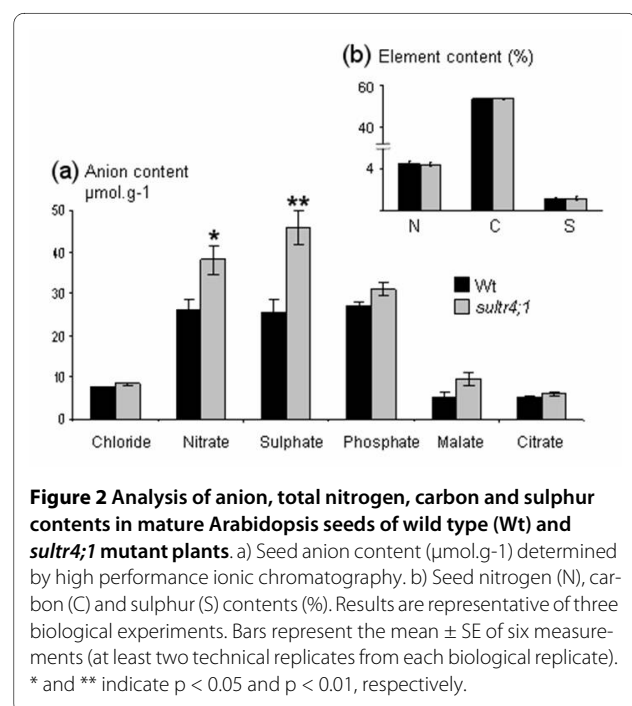 (b) Element content (%)
60
40
4
N C S
(a) Anion content
µmol.g-1
50
40
30
20
10
0
* **
Wt
sultr4;1
Chloride Nitrate Sulphate Phosphate Malate Citrate
Figure 2 Analysis of anion, total nitrogen, carbon and sulphur
contents in mature Arabidopsis seeds of wild type (Wt) and
sultr4;1 mutant plants. a) Seed anion content (µmol.g-1) determined
by high performance ionic chromatography. b) Seed nitrogen (N), car-
bon (C) and sulphur (S) contents (%). Results are representative of three
biological experiments. Bars represent the mean ± SE of six measure-
ments (at least two technical replicates from each biological replicate).
* and ** indicate p < 0.05 and p < 0.01, respectively.